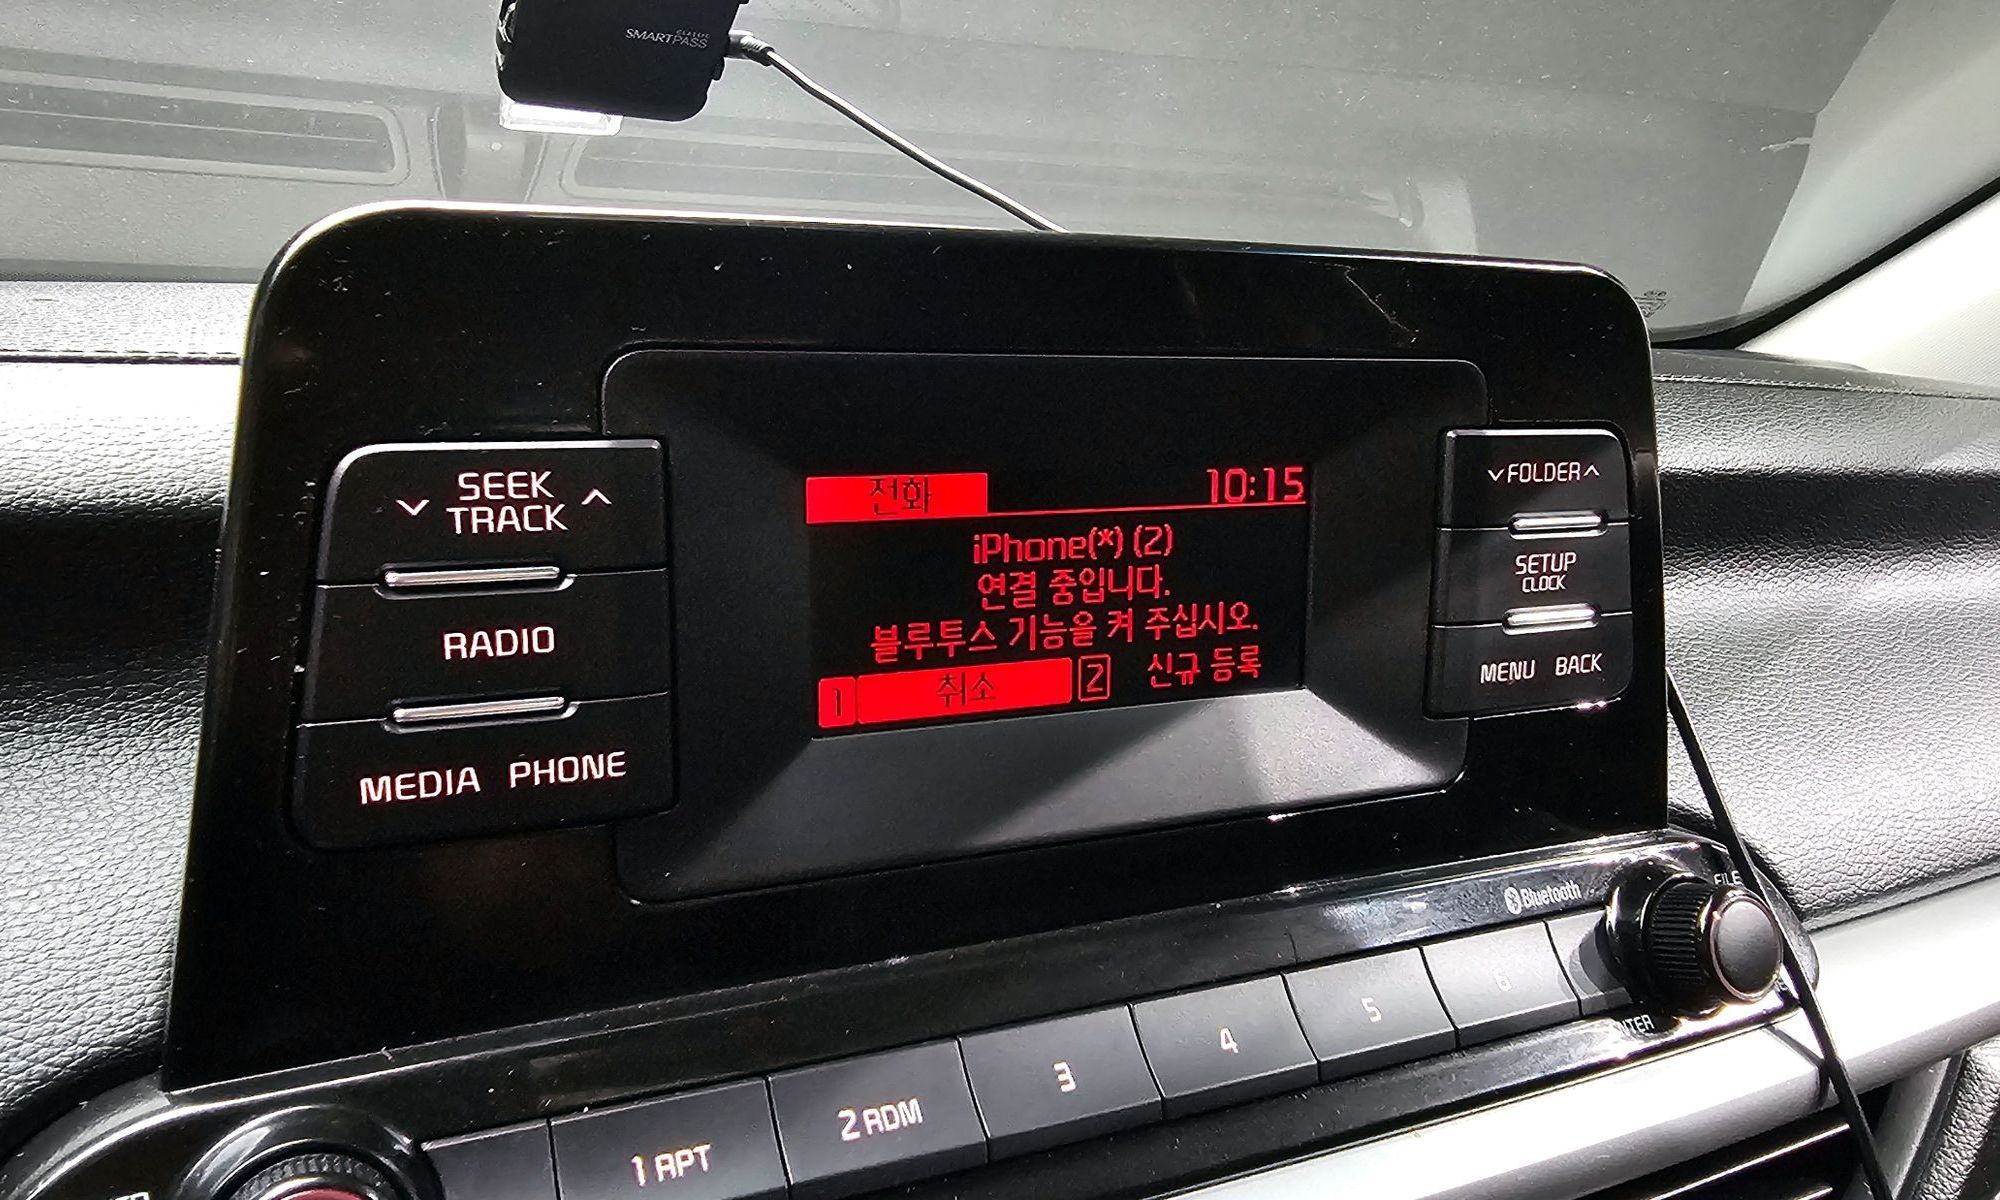 CLASSIC
SMARTPASS
SEEK
TRACK
RADIO
MEDIA PHONE
전화 10:15
iPhone(*) (2)
연결 중입니다.
블루투스 기능을 켜 주십시오.
1 취소 2 신규 등록
FOLDER
SETUP
CLOCK
MENU BACK
Bluetooth
FILE
1 RPT
2 RDM
3
4
5
6